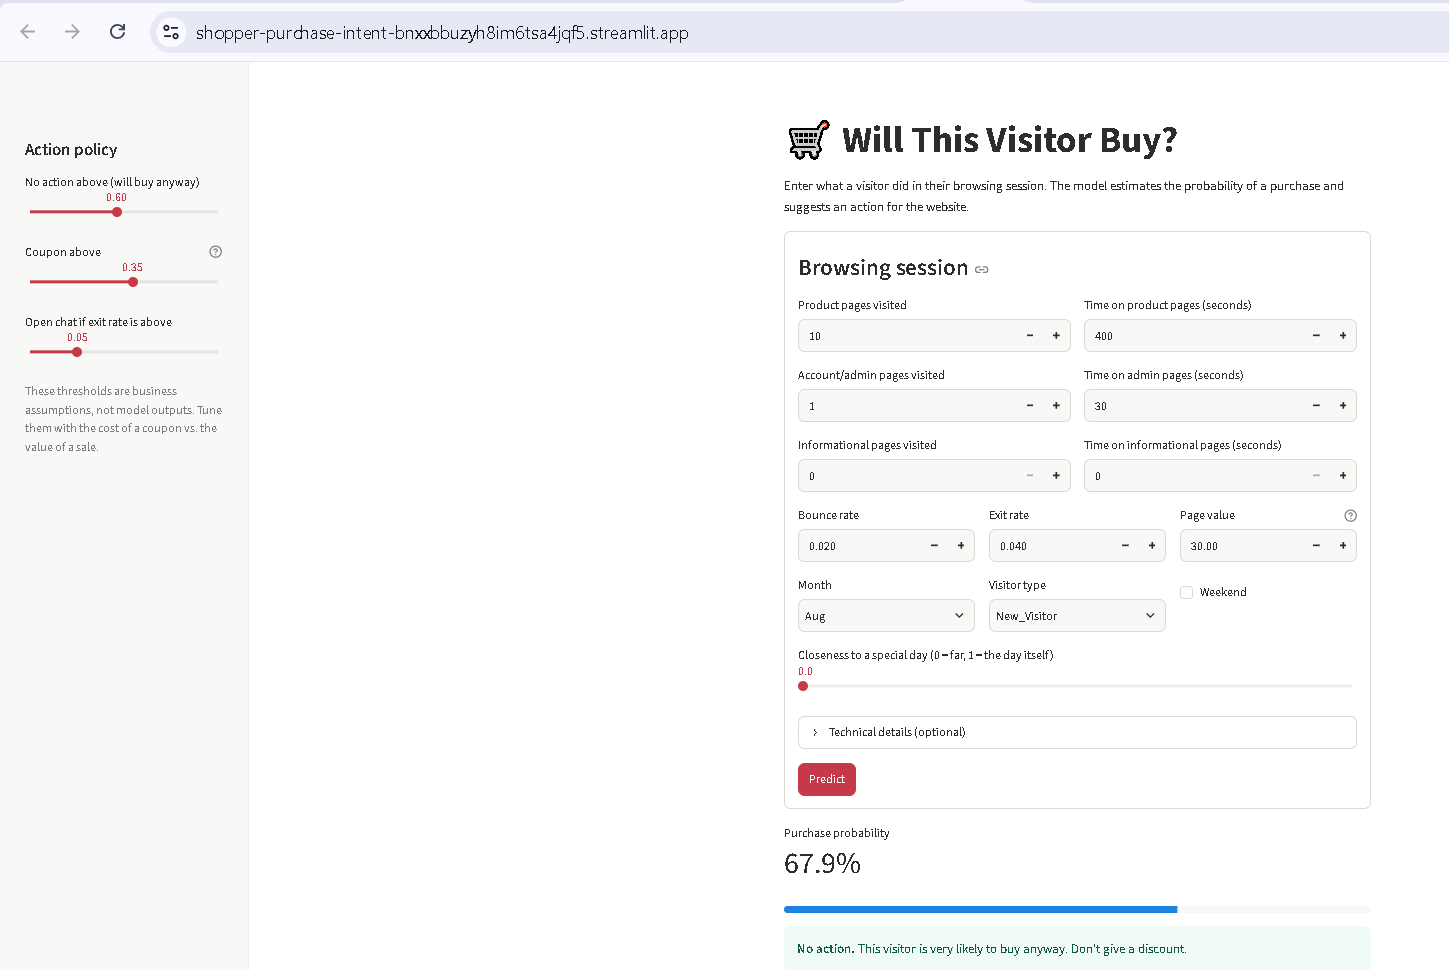 shopper-purchase-intent-bnxxbbuzyh8im6tsa4jqf5.streamlit.app
Action policy
No action above (will buy anyway)
0.60
Coupon above
0.35
Open chat if exit rate is above
0.05
These thresholds are business
assumptions, not model outputs. Tune
them with the cost of a coupon vs. the
value of a sale.
Will This Visitor Buy?
Enter what a visitor did in their browsing session. The model estimates the probability of a purchase and
suggests an action for the website.
Browsing session
Product pages visited
Time on product pages (seconds)
10
400
Account/admin pages visited
Time on admin pages (seconds)
1
30
Informational pages visited
Time on informational pages (seconds)
0
0
Bounce rate
Exit rate
Page value
0.020
0.040
30.00
Month
Visitor type
Weekend
Aug
New_Visitor
Closeness to a special day (0 = far, 1 = the day itself)
0.0
Technical details (optional)
Predict
Purchase probability
67.9%
No action. This visitor is very likely to buy anyway. Don't give a discount.